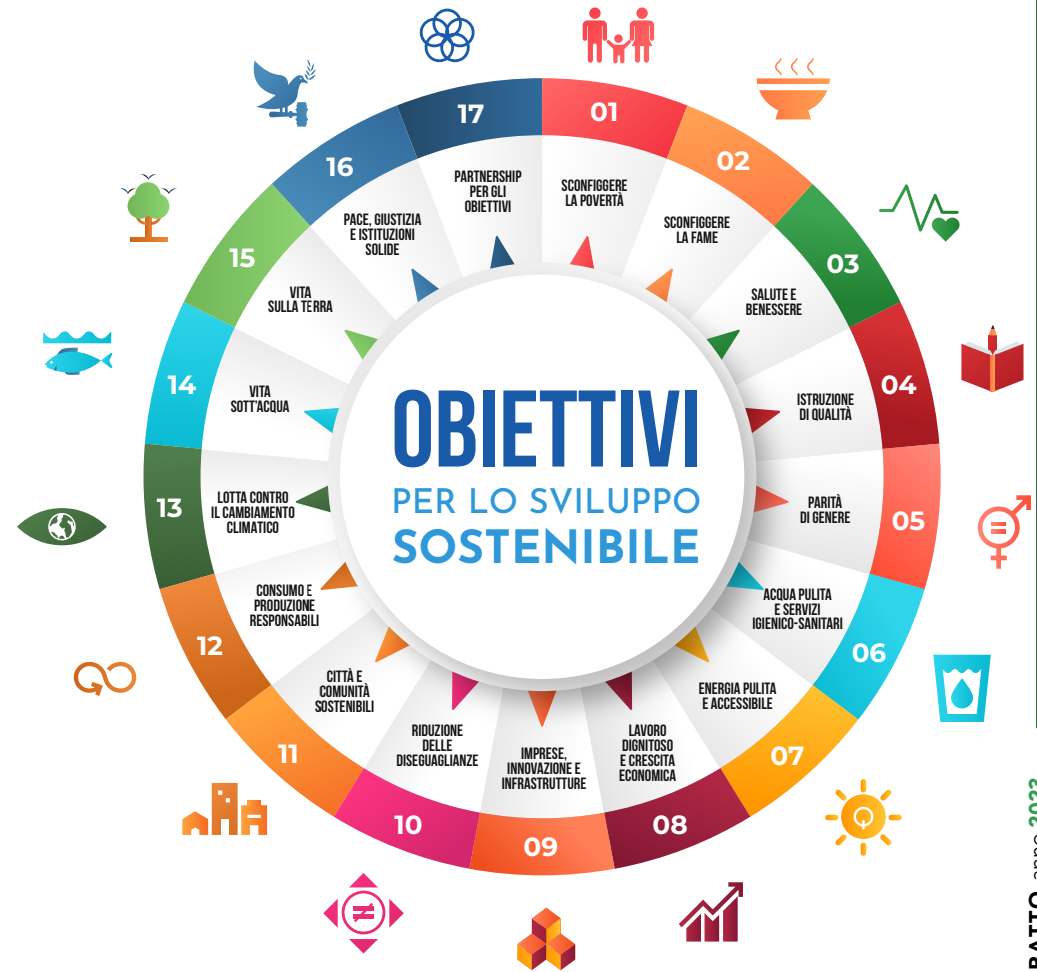 OBIETTIVI
PER LO SVILUPPO
SOSTENIBILE
01
SCONFIGGERE
LA POVERTÀ
02
SCONFIGGERE
LA FAME
03
SALUTE E
BENESSERE
04
ISTRUZIONE
DI QUALITÀ
05
PARITÀ
DI GENERE
06
ACQUA PULITA
E SERVIZI
IGIENICO-SANITARI
07
ENERGIA PULITA
E ACCESSIBILE
08
LAVORO
DIGNITOSO
E CRESCITA
ECONOMICA
09
IMPRESE,
INNOVAZIONE E
INFRASTRUTTURE
10
RIDUZIONE
DELLE
DISEGUAGLIANZE
11
CITTÀ E
COMUNITÀ
SOSTENIBILI
12
CONSUMO E
PRODUZIONE
RESPONSABILI
13
LOTTA CONTRO
IL CAMBIAMENTO
CLIMATICO
14
VITA
SOTT'ACQUA
15
VITA
SULLA TERRA
16
PACE, GIUSTIZIA
E ISTITUZIONI
SOLIDE
17
PARTNERSHIP
PER GLI
OBIETTIVI